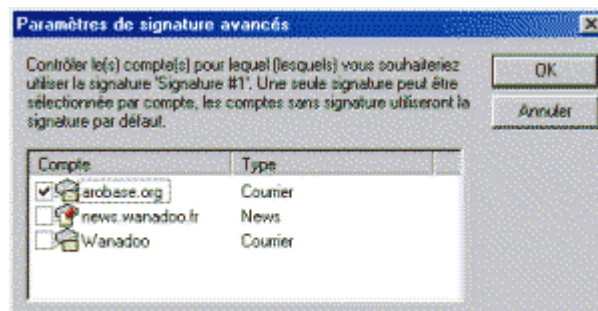 Paramètres de signature avancés
Contrôler le(s) compte(s) pour lequel (lesquels) vous souhaiteriez
utiliser la signature 'Signature #1'. Une seule signature peut être
sélectionnée par compte, les comptes sans signature utiliseront la
signature par défaut.
OK
Annuler
Compte Type
arobase.org Courrier
news.wanadoo.fr News
Wanadoo Courrier